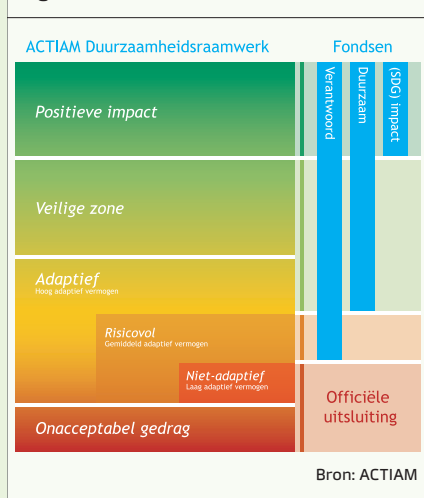 ACTIAM Duurzaamheidsraamwerk
Fondsen
Positieve impact
Verantwoord
Duurzaam
(SDG) impact
Veilige zone
Adaptief
Hoog adaptief vermogen
Risicovol
Gemiddeld adaptief vermogen
Niet-adaptief
Laag adaptief vermogen
Onacceptabel gedrag
Officiële
uitsluiting
Bron: ACTIAM